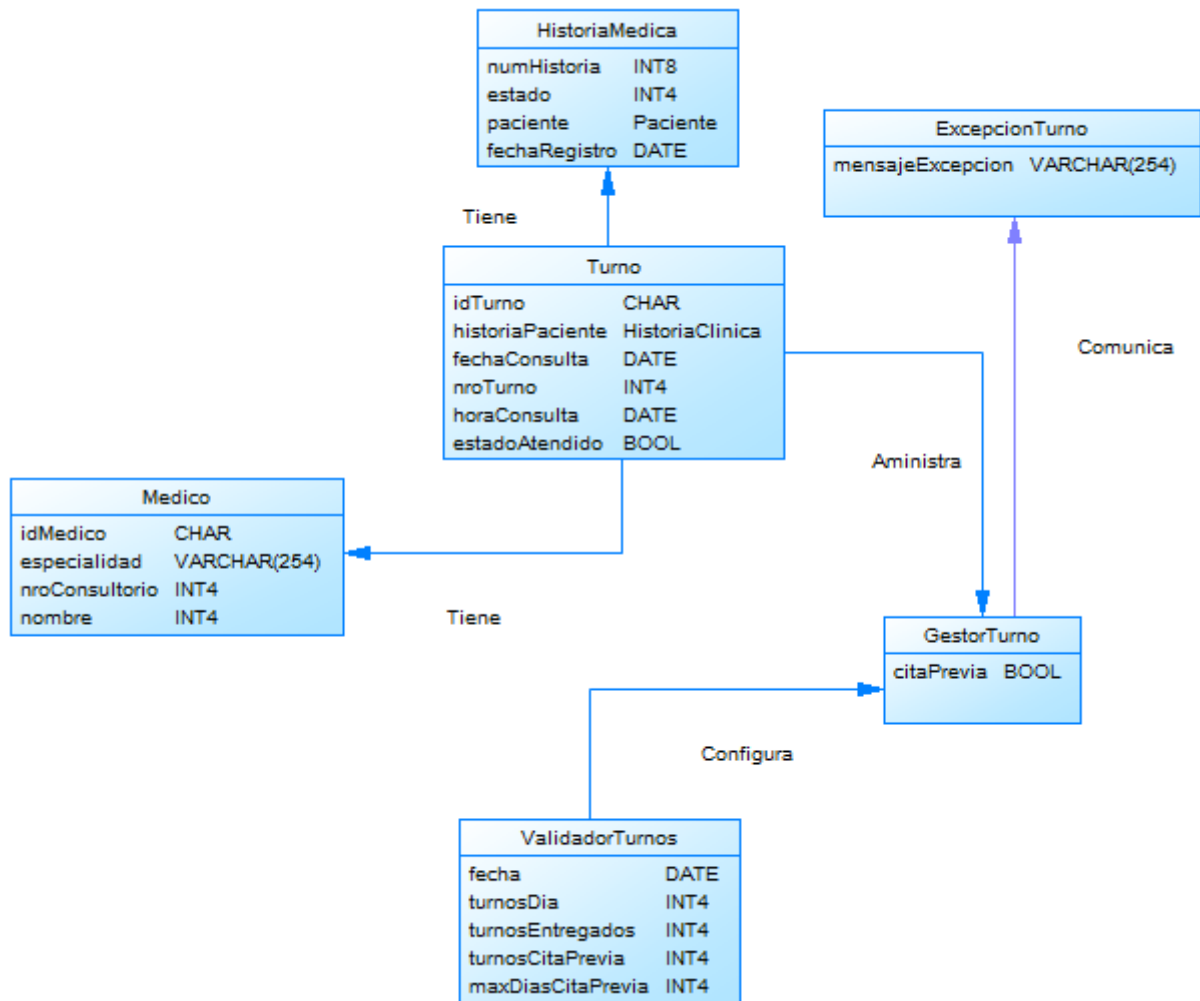 HistoriaMedica
numHistoria INT8
estado INT4
paciente Paciente
fechaRegistro DATE
ExcepcionTurno
mensajeExcepcion VARCHAR(254)
Tiene
Turno
idTurno CHAR
historiaPaciente HistoriaClinica
fechaConsulta DATE
nroTurno INT4
horaConsulta DATE
estadoAtendido BOOL
Comunica
Aministra
Medico
idMedico CHAR
especialidad VARCHAR(254)
nroConsultorio INT4
nombre INT4
Tiene
GestorTurno
citaPrevia BOOL
Configura
ValidadorTurnos
fecha DATE
turnosDia INT4
turnosEntregados INT4
turnosCitaPrevia INT4
maxDiasCitaPrevia INT4